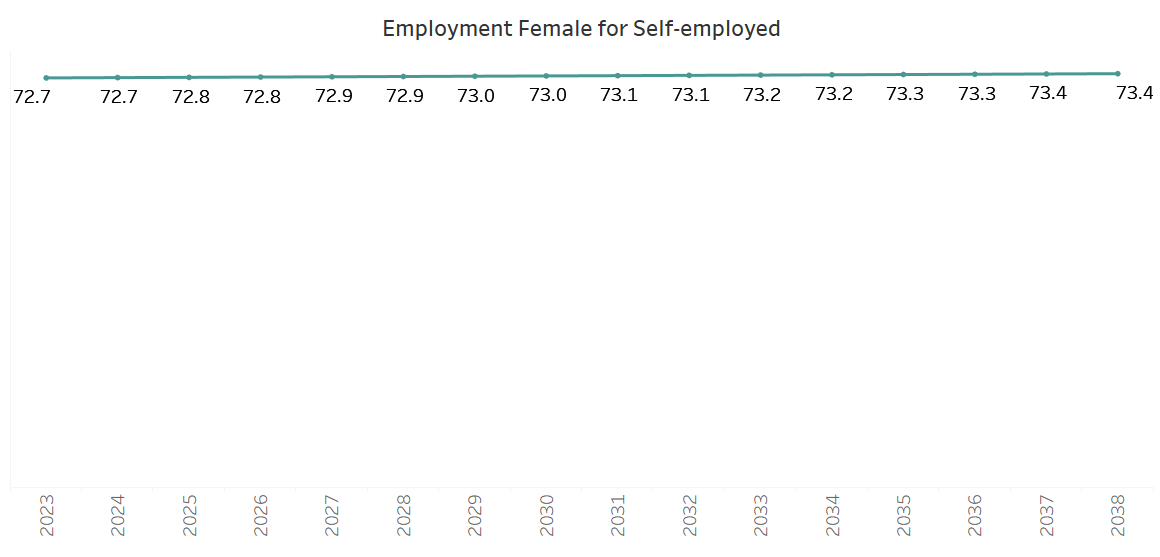 Employment Female for Self-employed
72.7 72.7 72.8 72.8 72.9 72.9 73.0 73.0 73.1 73.1 73.2 73.2 73.3 73.3 73.4 73.4
2023 2024 2025 2026 2027 2028 2029 2030 2031 2032 2033 2034 2035 2036 2037 2038